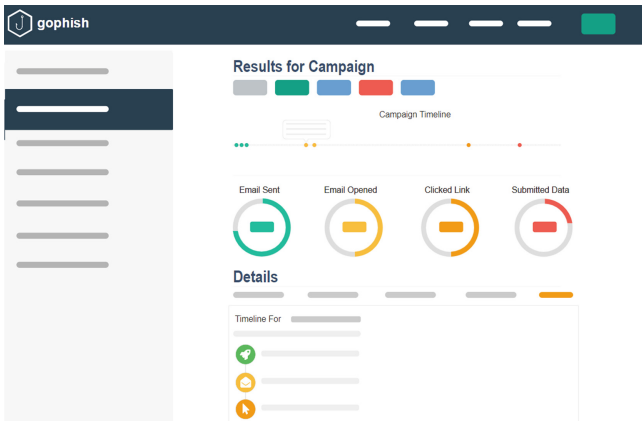 gophish
Results for Campaign
Campaign Timeline
Email Sent
Email Opened
Clicked Link
Submitted Data
Details
Timeline For